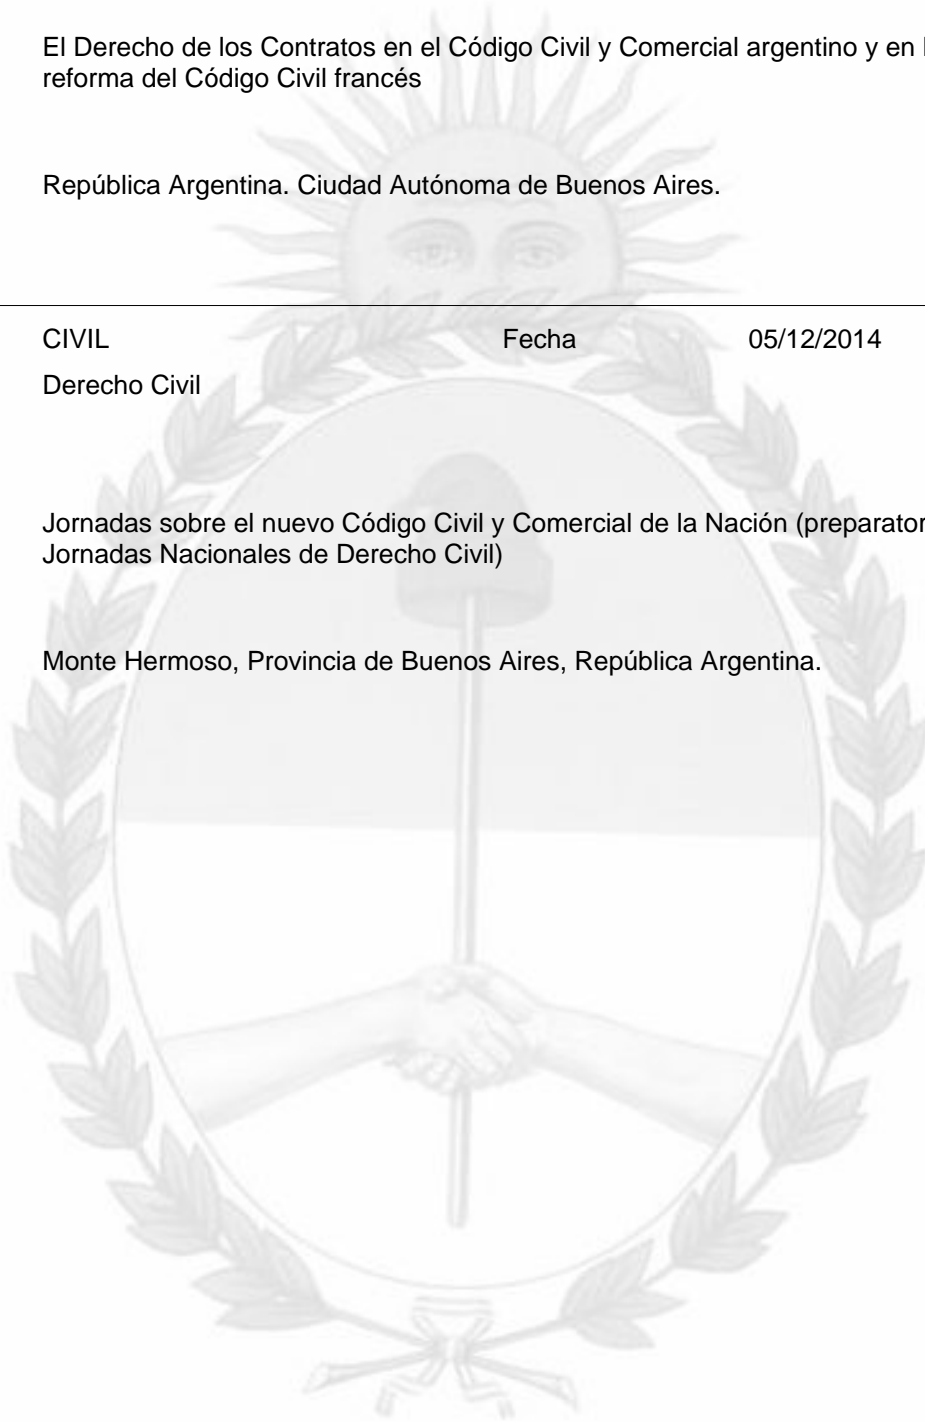 El Derecho de los Contratos en el Código Civil y Comercial argentino y en
reforma del Código Civil francés
República Argentina. Ciudad Autónoma de Buenos Aires.
CIVIL Fecha 05/12/2014
Derecho Civil
Jornadas sobre el nuevo Código Civil y Comercial de la Nación (preparator
Jornadas Nacionales de Derecho Civil)
Monte Hermoso, Provincia de Buenos Aires, República Argentina.